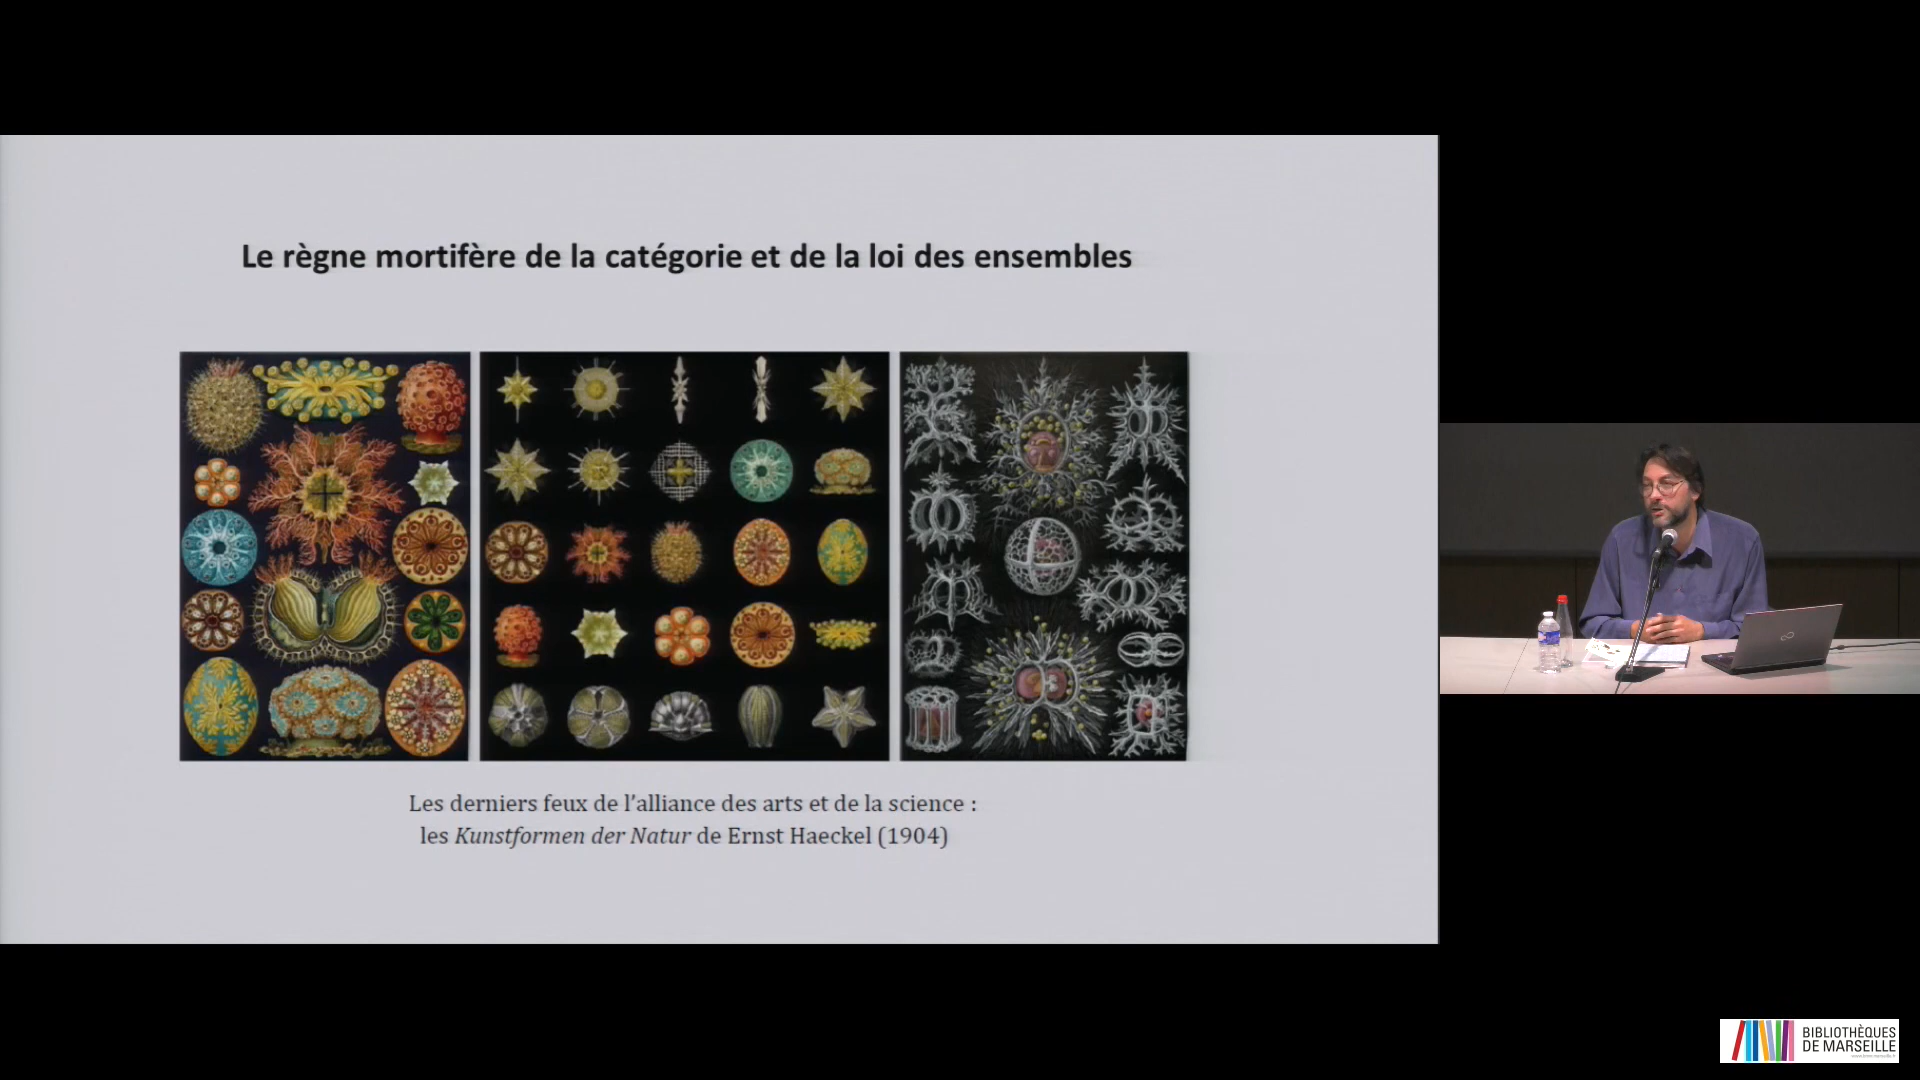 Le règne mortifère de la catégorie et de la loi des ensembles
Les derniers feux de l'alliance des arts et de la science :
les Kunstformen der Natur de Ernst Haeckel (1904)
BIBLIOTHÈQUES
DE MARSEILLE